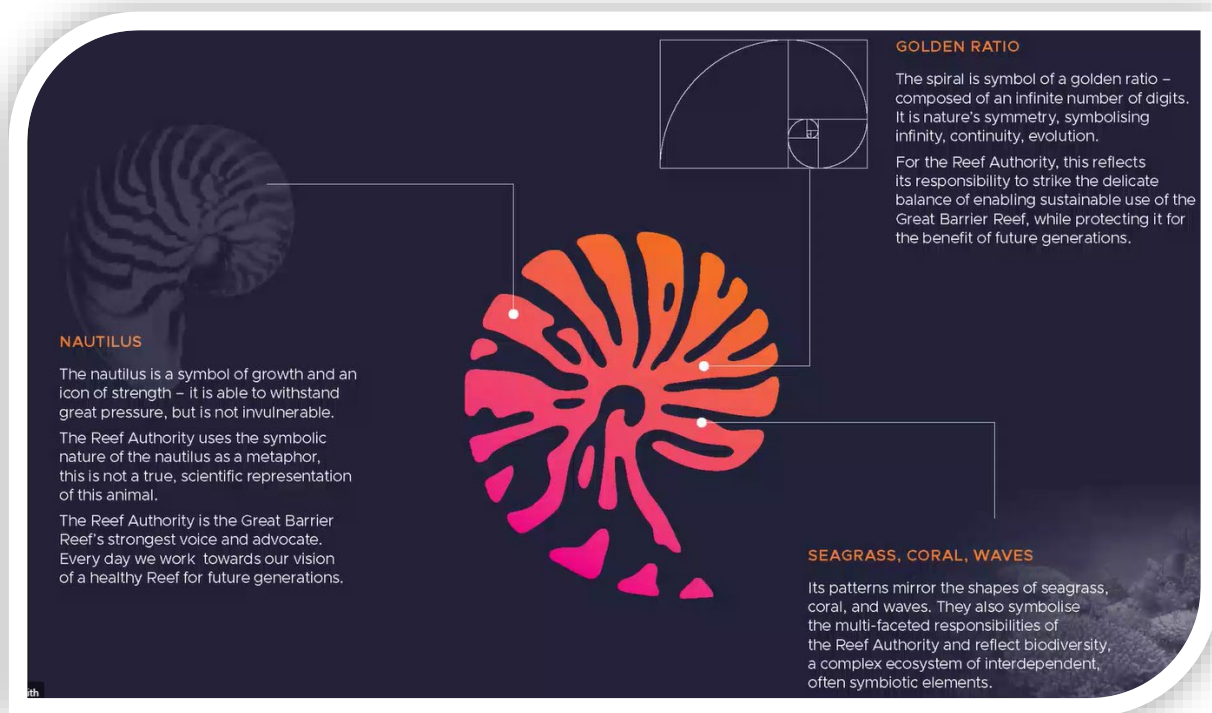 GOLDEN RATIO
The spiral is symbol of a golden ratio –
composed of an infinite number of digits.
It is nature's symmetry, symbolising
infinity, continuity, evolution.
For the Reef Authority, this reflects
its responsibility to strike the delicate
balance of enabling sustainable use of the
Great Barrier Reef, while protecting it for
the benefit of future generations.
NAUTILUS
The nautilus is a symbol of growth and an
icon of strength – it is able to withstand
great pressure, but is not invulnerable.
The Reef Authority uses the symbolic
nature of the nautilus as a metaphor,
this is not a true, scientific representation
of this animal.
The Reef Authority is the Great Barrier
Reef's strongest voice and advocate.
Every day we work towards our vision
of a healthy Reef for future generations.
SEAGRASS, CORAL, WAVES
Its patterns mirror the shapes of seagrass,
coral, and waves. They also symbolise
the multi-faceted responsibilities of
the Reef Authority and reflect biodiversity,
a complex ecosystem of interdependent,
often symbiotic elements.
ith